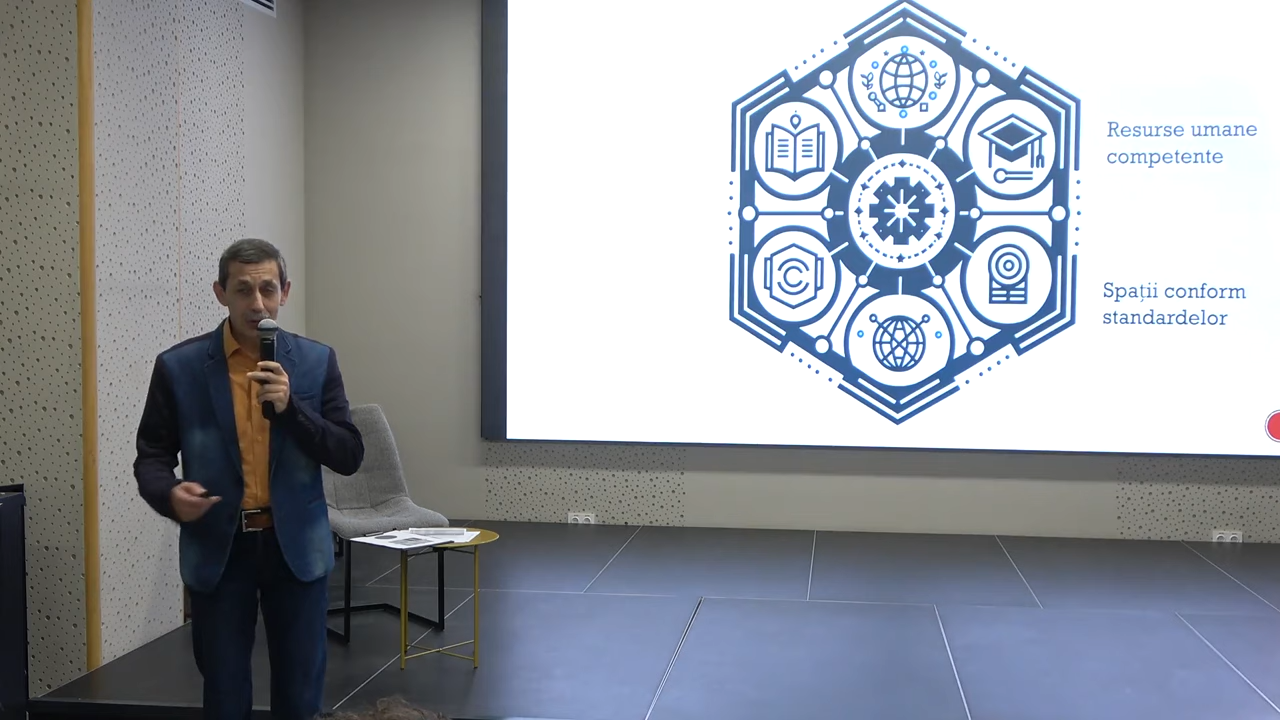 Resurse umane
competente
Spații conform
standardelor